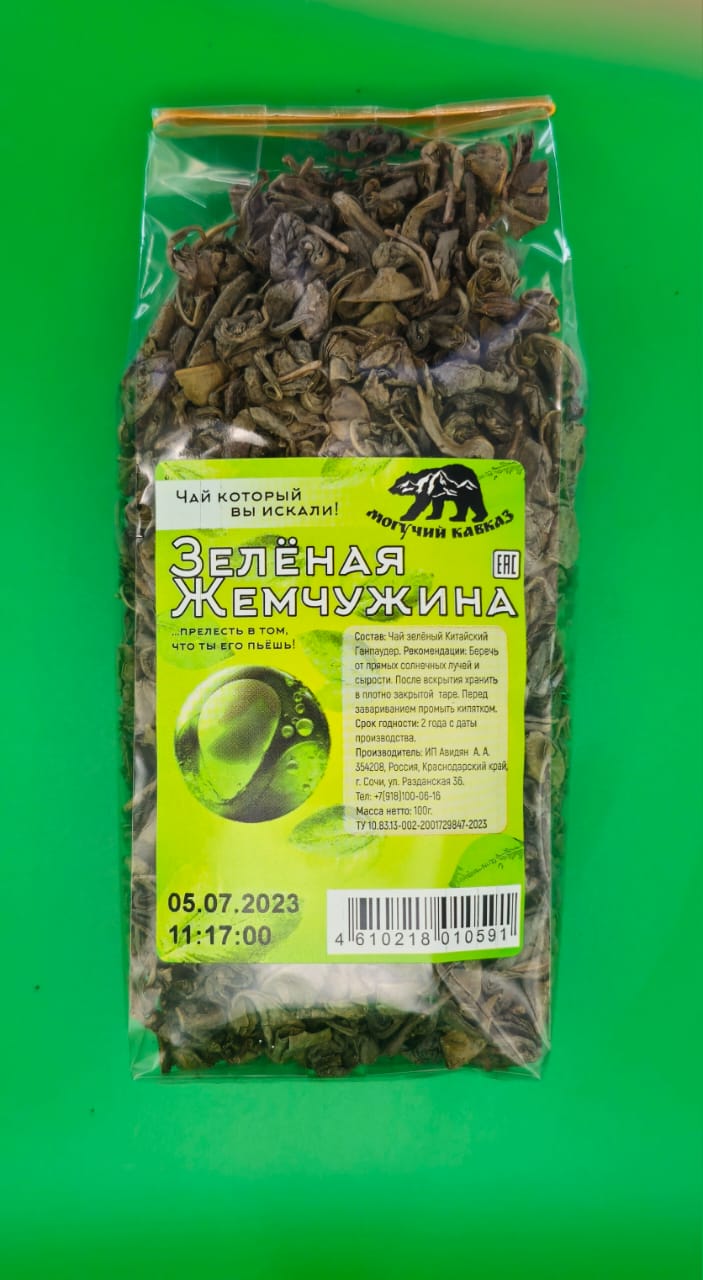 Чай который
вы искали!
Могучий Кавказ
Зелёная
Жемчужина
EAC
...прелесть в том,
что ты его пьёшь!
Состав: Чай зелёный Китайский
Ганпаудер. Рекомендации: Беречь
от прямых солнечных лучей и
сырости. После вскрытия хранить
в плотно закрытой таре. Перед
завариванием промыть кипятком.
Срок годности: 2 года с даты
производства.
Производитель: ИП Авидян А. А.
354208, Россия, Краснодарский край,
г. Сочи, ул. Разданская 36.
Тел: +7(918)100-06-16
Масса нетто: 100г.
ТУ 10.83.13-002-2001729847-2023
05.07.2023
11:17:00
4 610218 010591